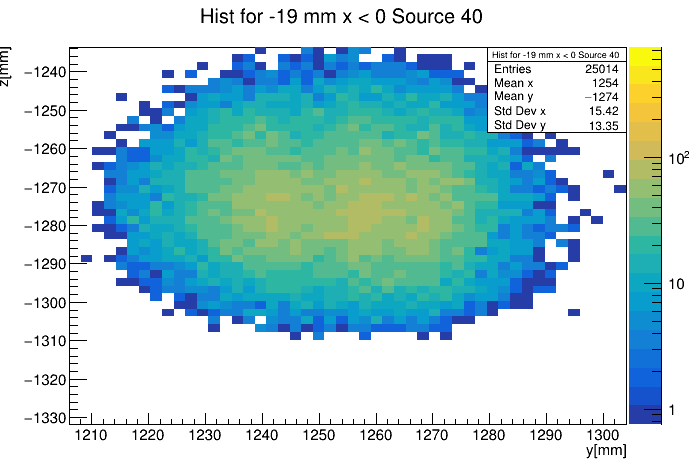 Hist for -19 mm x < 0 Source 40
z[mm]
Hist for -19 mm x < 0 Source 40
Entries 25014
Mean x 1254
Mean y −1274
Std Dev x 15.42
Std Dev y 13.35
−1240
−1250
−1260
−1270
−1280
−1290
−1300
−1310
−1320
−1330
1210 1220 1230 1240 1250 1260 1270 1280 1290 1300
y[mm]
10²
10
1